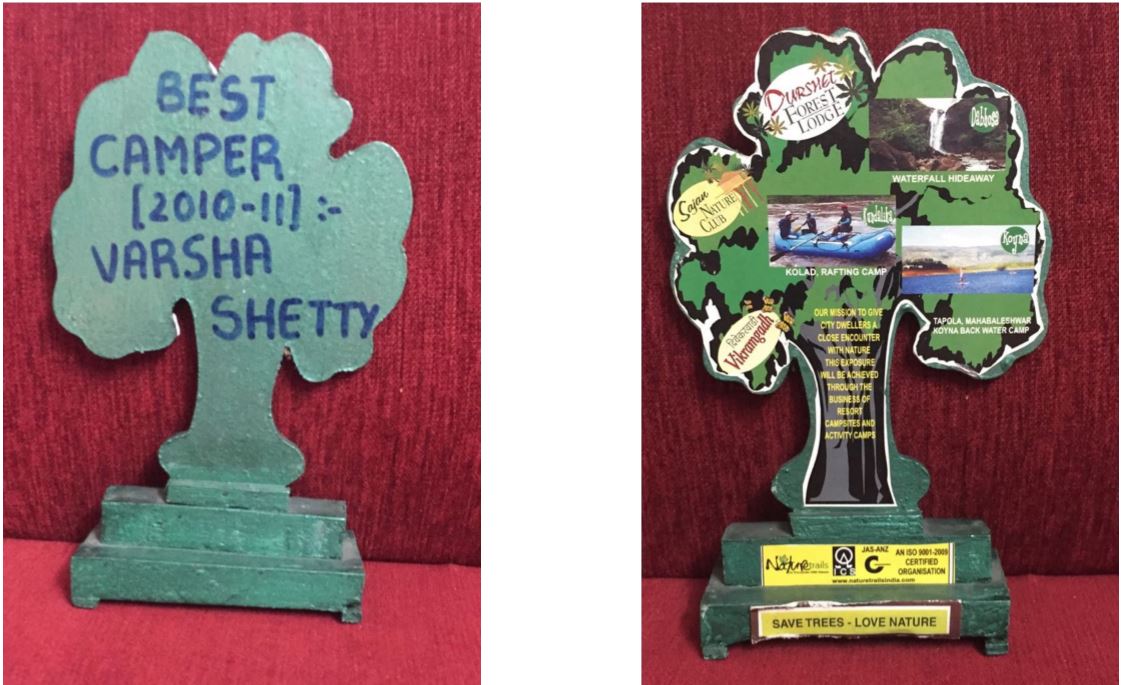 BEST
CAMPER
[2010-11] :-
VARSHA
SHETTY
DURSHET
FOREST
LODGE
Dabhosa
WATERFALL HIDEAWAY
Sajan
NATURE
CLUB
Kundalika
KOLAD, RAFTING CAMP
Koyna
TAPOLA, MAHABALESHWAR
KOYNA BACK WATER CAMP
Vikramgadh
OUR MISSION TO GIVE
CITY DWELLERS A
CLOSE ENCOUNTER
WITH NATURE
THIS EXPOSURE
WILL BE ACHIEVED
THROUGH THE
BUSINESS OF
RESORT
CAMPSITES AND
ACTIVITY CAMPS
Nature trails
JAS-ANZ
AN ISO 9001-2009
CERTIFIED
ORGANISATION
www.naturetrailsindia.com
SAVE TREES - LOVE NATURE